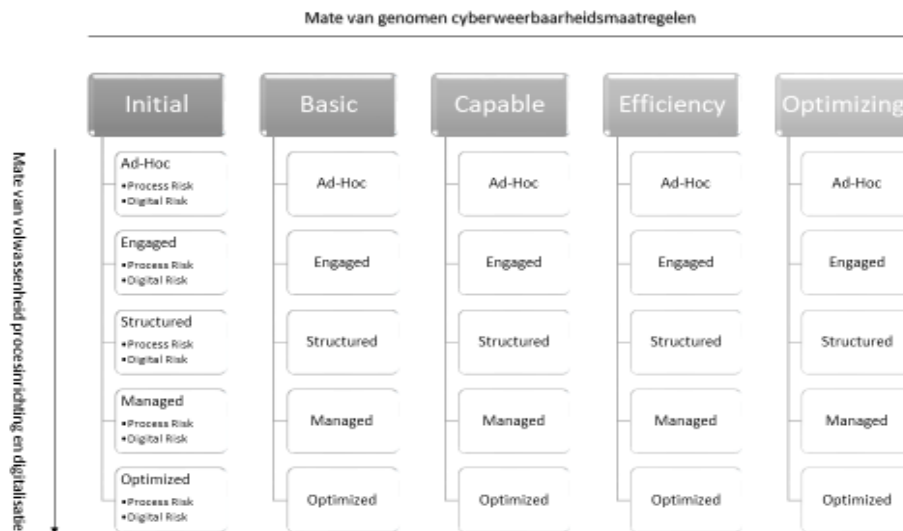 Mate van genomen cyberweerbaarheidsmaatregelen
Mate van volwassenheid procesinrichting en digitalisatie
Initial
Ad-Hoc
•Process Risk
•Digital Risk
Engaged
•Process Risk
•Digital Risk
Structured
•Process Risk
•Digital Risk
Managed
•Process Risk
•Digital Risk
Optimized
•Process Risk
•Digital Risk
Basic
Ad-Hoc
Engaged
Structured
Managed
Optimized
Capable
Ad-Hoc
Engaged
Structured
Managed
Optimized
Efficiency
Ad-Hoc
Engaged
Structured
Managed
Optimized
Optimizing
Ad-Hoc
Engaged
Structured
Managed
Optimized